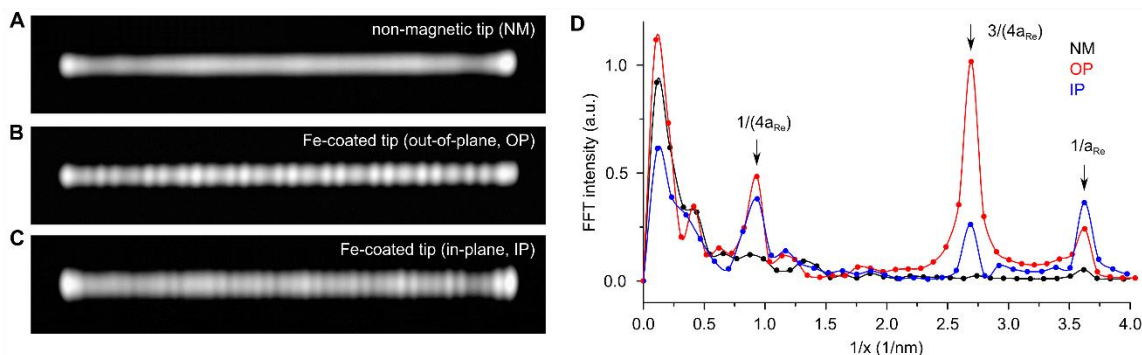 A
non-magnetic tip (NM)
B
Fe-coated tip (out-of-plane, OP)
C
Fe-coated tip (in-plane, IP)
D
FFT intensity (a.u.)
1.0
0.5
0.0
1/(4a_Re)
3/(4a_Re)
1/a_Re
NM
OP
IP
0.0 0.5 1.0 1.5 2.0 2.5 3.0 3.5 4.0
1/x (1/nm)